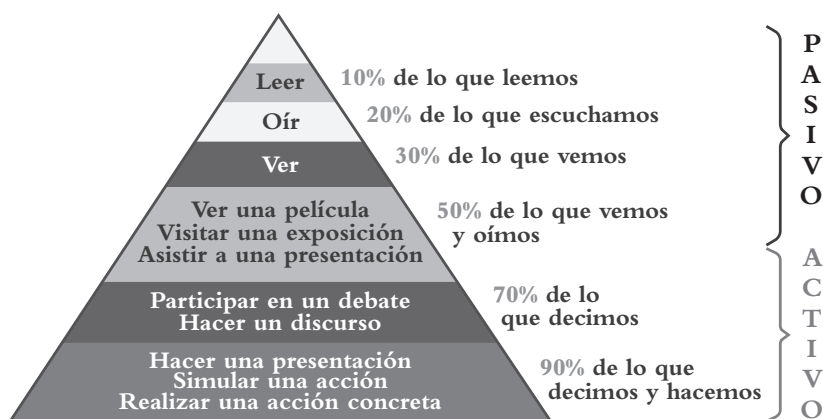 Leer
10% de lo que leemos
Oír
20% de lo que escuchamos
Ver
30% de lo que vemos
Ver una película
Visitar una exposición
Asistir a una presentación
50% de lo que vemos
y oímos
Participar en un debate
Hacer un discurso
70% de lo
que decimos
Hacer una presentación
Simular una acción
Realizar una acción concreta
90% de lo que
decimos y hacemos
PASIVO
ACTIVO